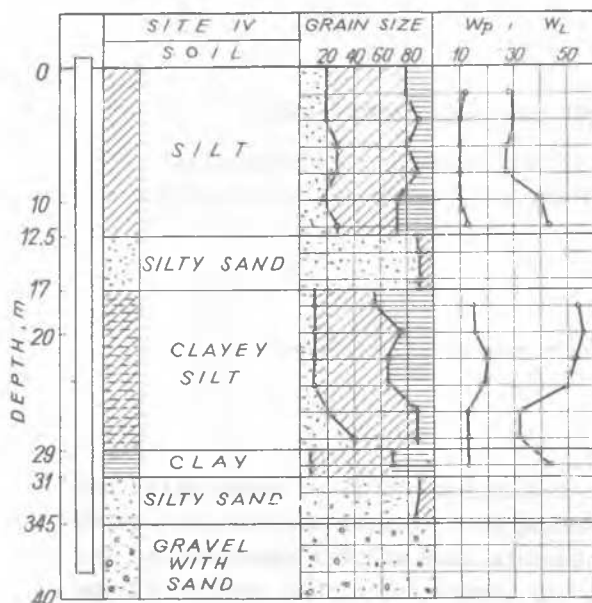 SITE IV
GRAIN SIZE
Wp , WL
SOIL
20 40 60 80
10 30 50
DEPTH, m
0
10
12.5
17
20
29
31
345
40
SILT
SILTY SAND
CLAYEY
SILT
CLAY
SILTY SAND
GRAVEL
WITH
SAND